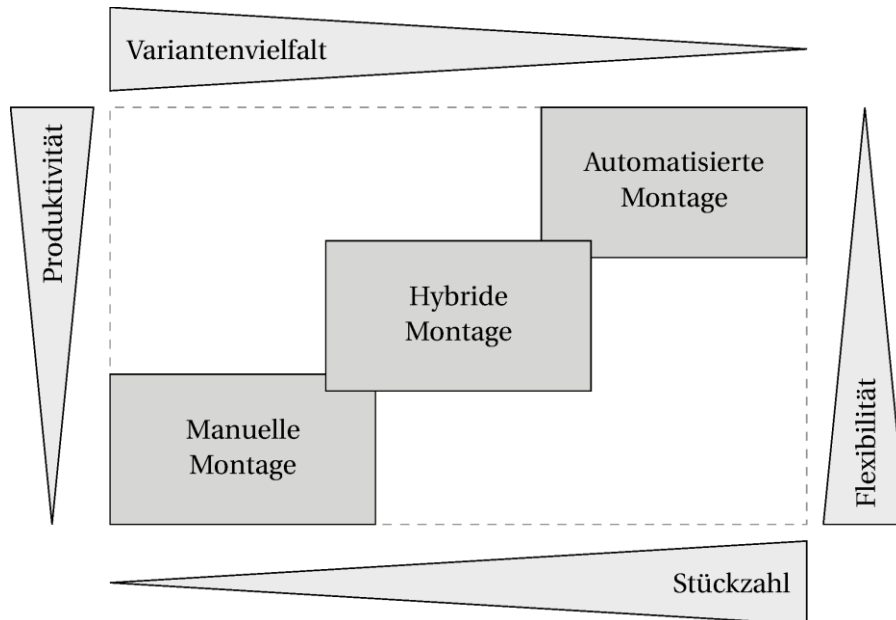 Variantenvielfalt
Produktivität
Automatisierte
Montage
Hybride
Montage
Manuelle
Montage
Flexibilität
Stückzahl